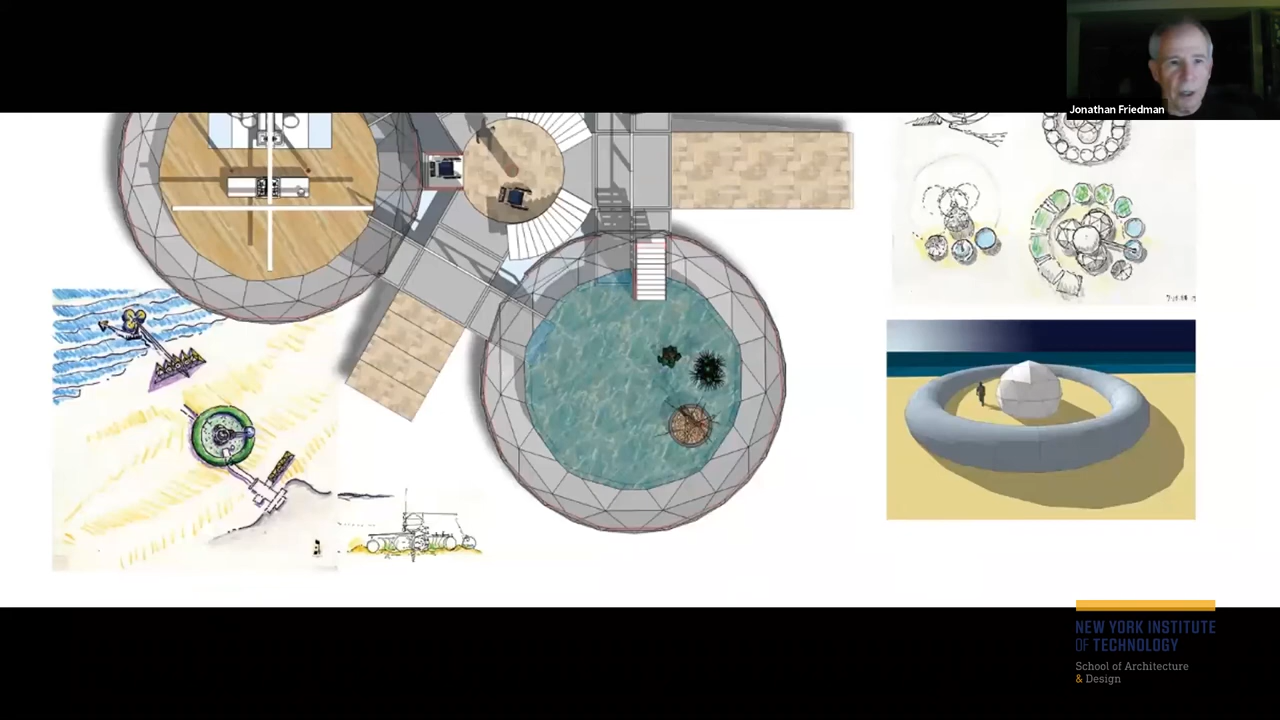 Jonathan Friedman
NEW YORK INSTITUTE
OF TECHNOLOGY
School of Architecture
& Design